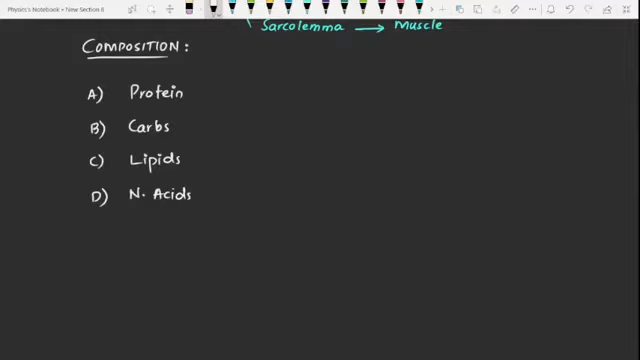 Physics's Notebook » New Section 6
Sarcolemma → Muscle
COMPOSITION :
A) Protein
B) Carbs
C) Lipids
D) N. Acids